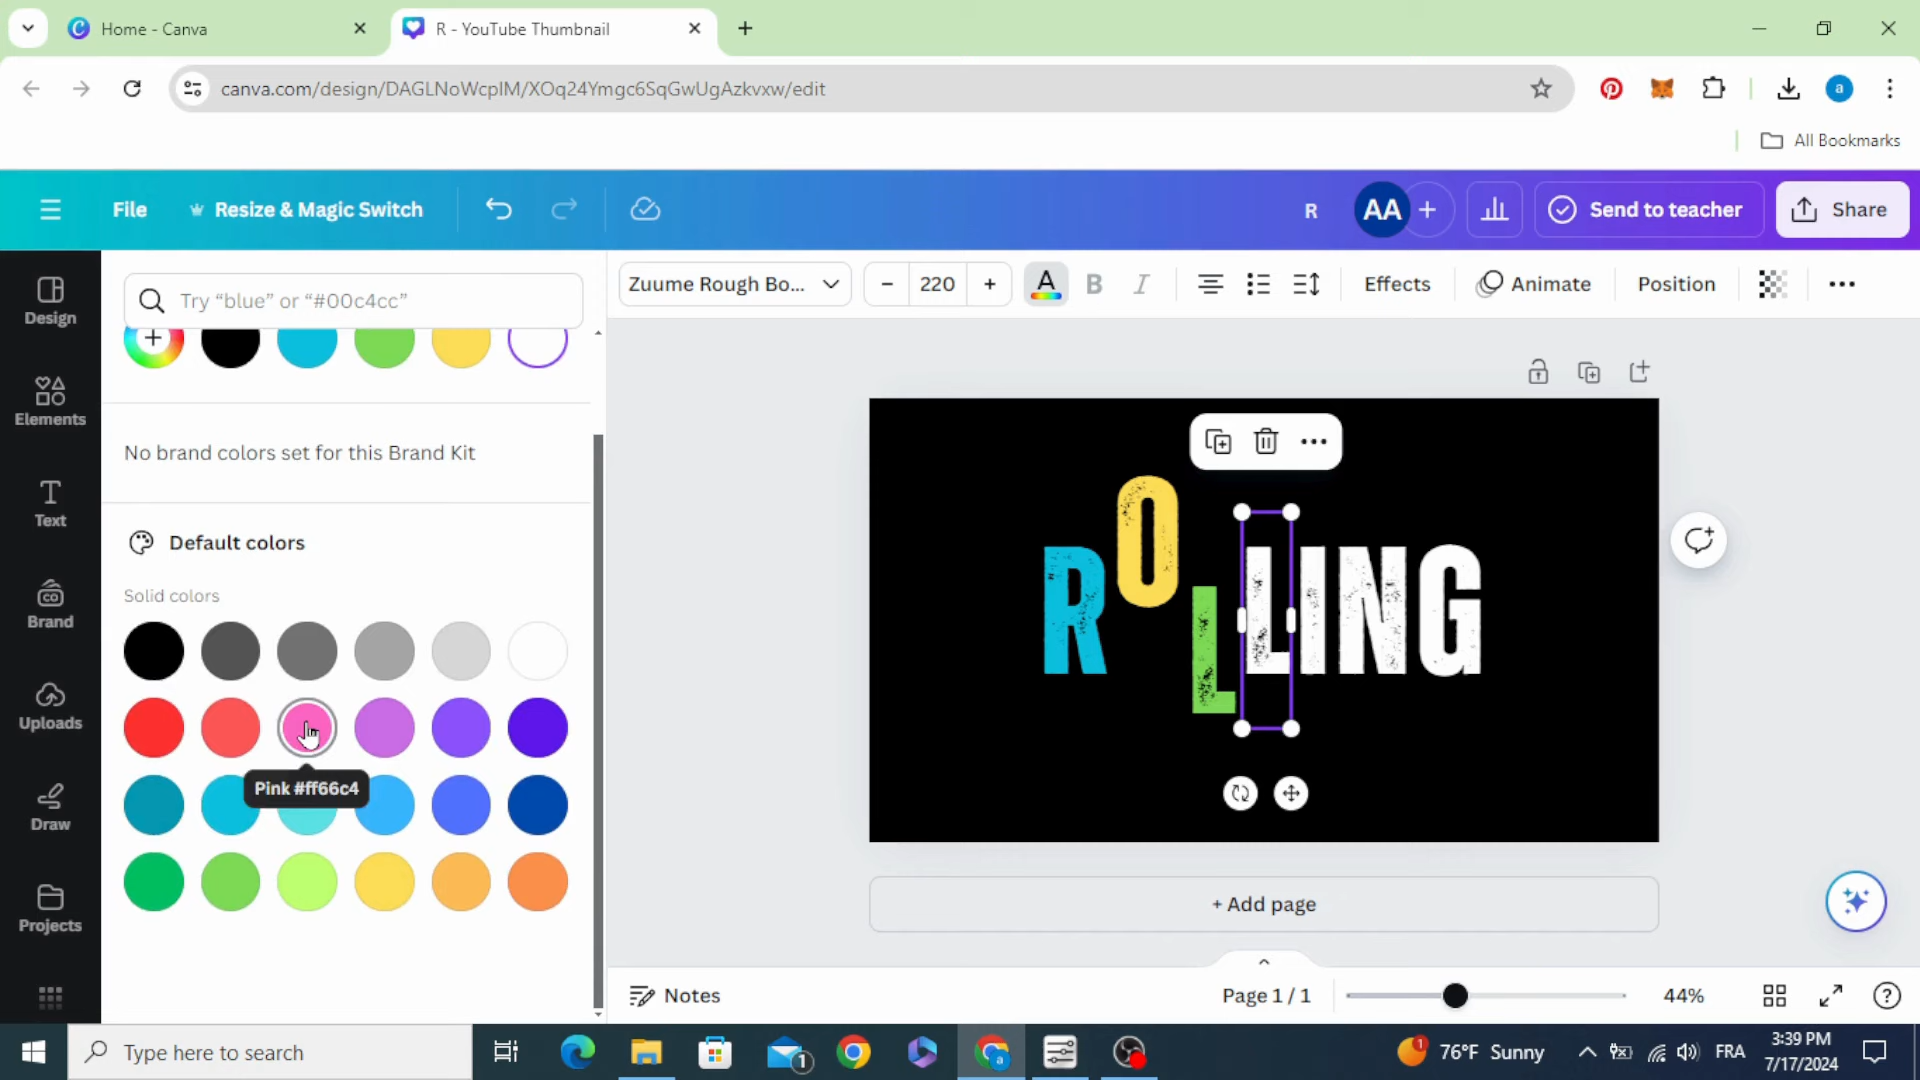 Home - Canva
R - YouTube Thumbnail
canva.com/design/DAGLNoWcpIM/XOq24Ymgc6SqGwUgAzkvxw/edit
a
All Bookmarks
File
Resize & Magic Switch
R
AA
Send to teacher
Share
Design
Elements
Text
Brand
Uploads
Draw
Projects
Try “blue” or “#00c4cc”
No brand colors set for this Brand Kit
Default colors
Solid colors
Pink #ff66c4
Zuume Rough Bo...
220
A
B
I
Effects
Animate
Position
ROLLING
+ Add page
Notes
Page 1 / 1
44%
Type here to search
1
a
1
76°F Sunny
FRA
3:39 PM
7/17/2024